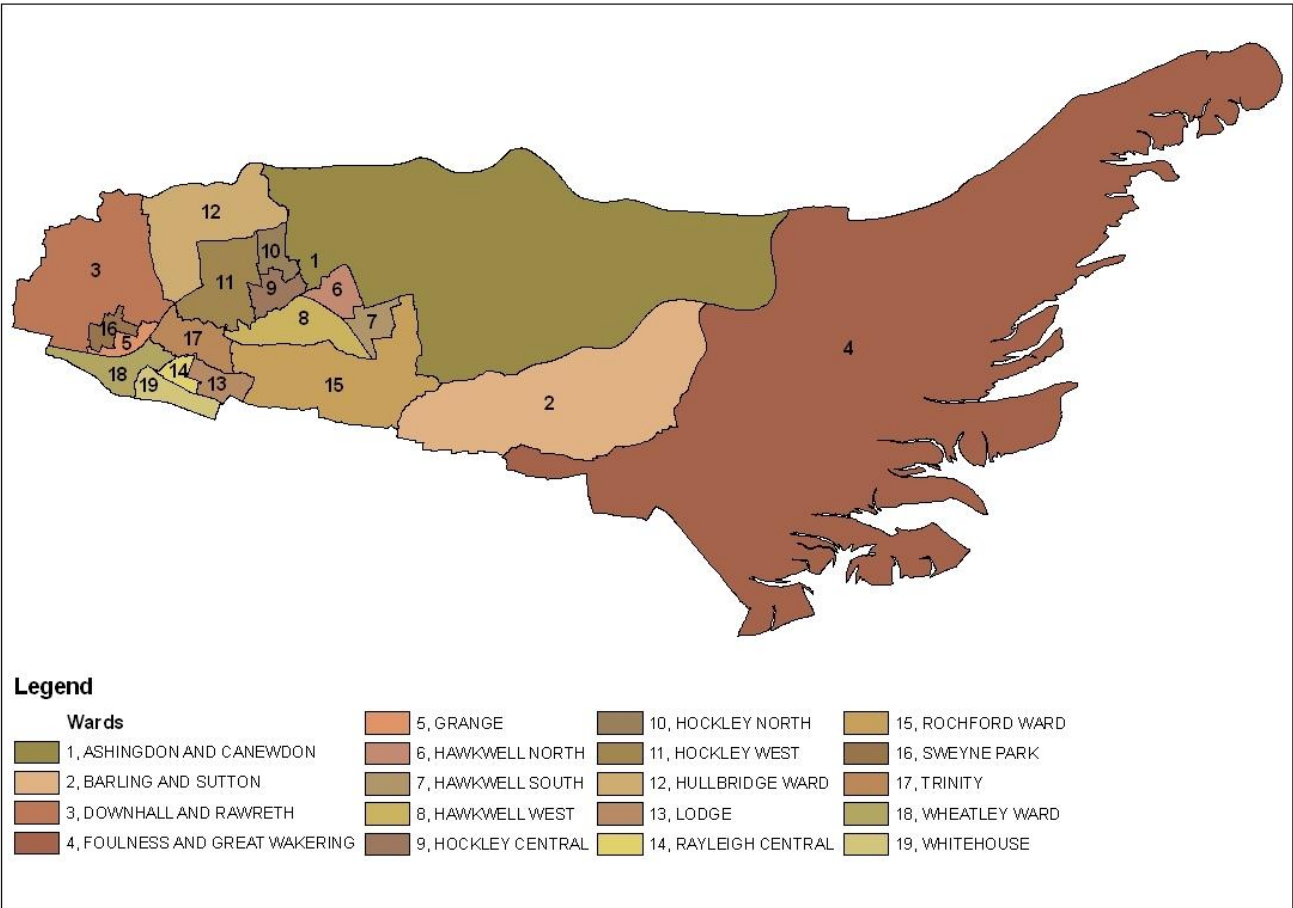 12
10
1
3
11
9
6
8
7
16
17
5
4
18
14
19
13
15
2
Legend
Wards
1, ASHINGDON AND CANEWDON
2, BARLING AND SUTTON
3, DOWNHALL AND RAWRETH
4, FOULNESS AND GREAT WAKERING
5, GRANGE
6, HAWKWELL NORTH
7, HAWKWELL SOUTH
8, HAWKWELL WEST
9, HOCKLEY CENTRAL
10, HOCKLEY NORTH
11, HOCKLEY WEST
12, HULLBRIDGE WARD
13, LODGE
14, RAYLEIGH CENTRAL
15, ROCHFORD WARD
16, SWEYNE PARK
17, TRINITY
18, WHEATLEY WARD
19, WHITEHOUSE